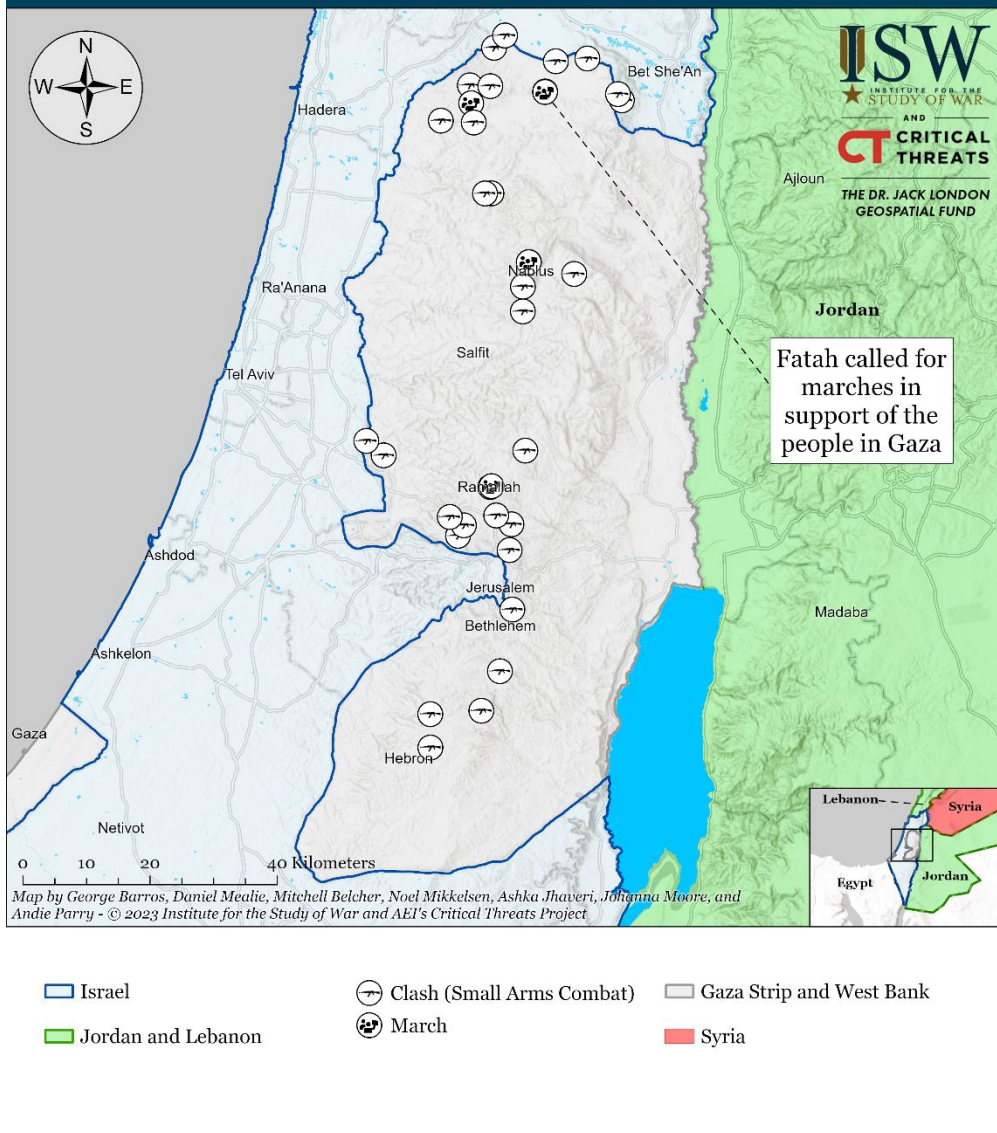 N
W E
S
ISW
INSTITUTE FOR THE
STUDY OF WAR
AND
CT CRITICAL
THREATS
THE DR. JACK LONDON
GEOSPATIAL FUND
Bet She'An
Hadera
Ajloun
Nablus
Ra'Anana
Jordan
Salfit
Tel Aviv
Fatah called for
marches in
support of the
people in Gaza
Ramallah
Ashdod
Jerusalem
Madaba
Bethlehem
Ashkelon
Gaza
Hebron
Netivot
Lebanon
Syria
Egypt
Jordan
0 10 20 40 Kilometers
Map by George Barros, Daniel Mealie, Mitchell Belcher, Noel Mikkelsen, Ashka Jhaveri, Johanna Moore, and
Andie Parry - © 2023 Institute for the Study of War and AEI's Critical Threats Project
Israel
Clash (Small Arms Combat)
Gaza Strip and West Bank
Jordan and Lebanon
March
Syria